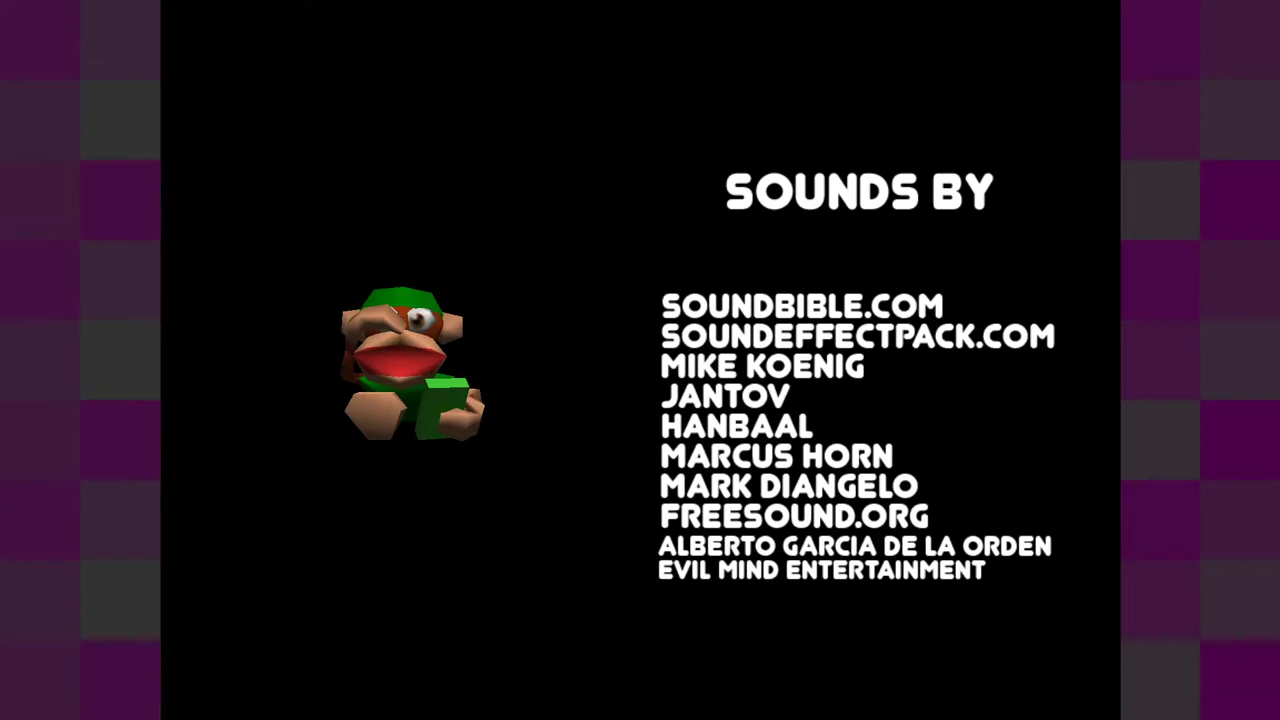 SOUNDS BY
SOUNDBIBLE.COM
SOUNDEFFECTPACK.COM
MIKE KOENIG
JANTOV
HANBAAL
MARCUS HORN
MARK DIANGELO
FREESOUND.ORG
ALBERTO GARCIA DE LA ORDEN
EVIL MIND ENTERTAINMENT